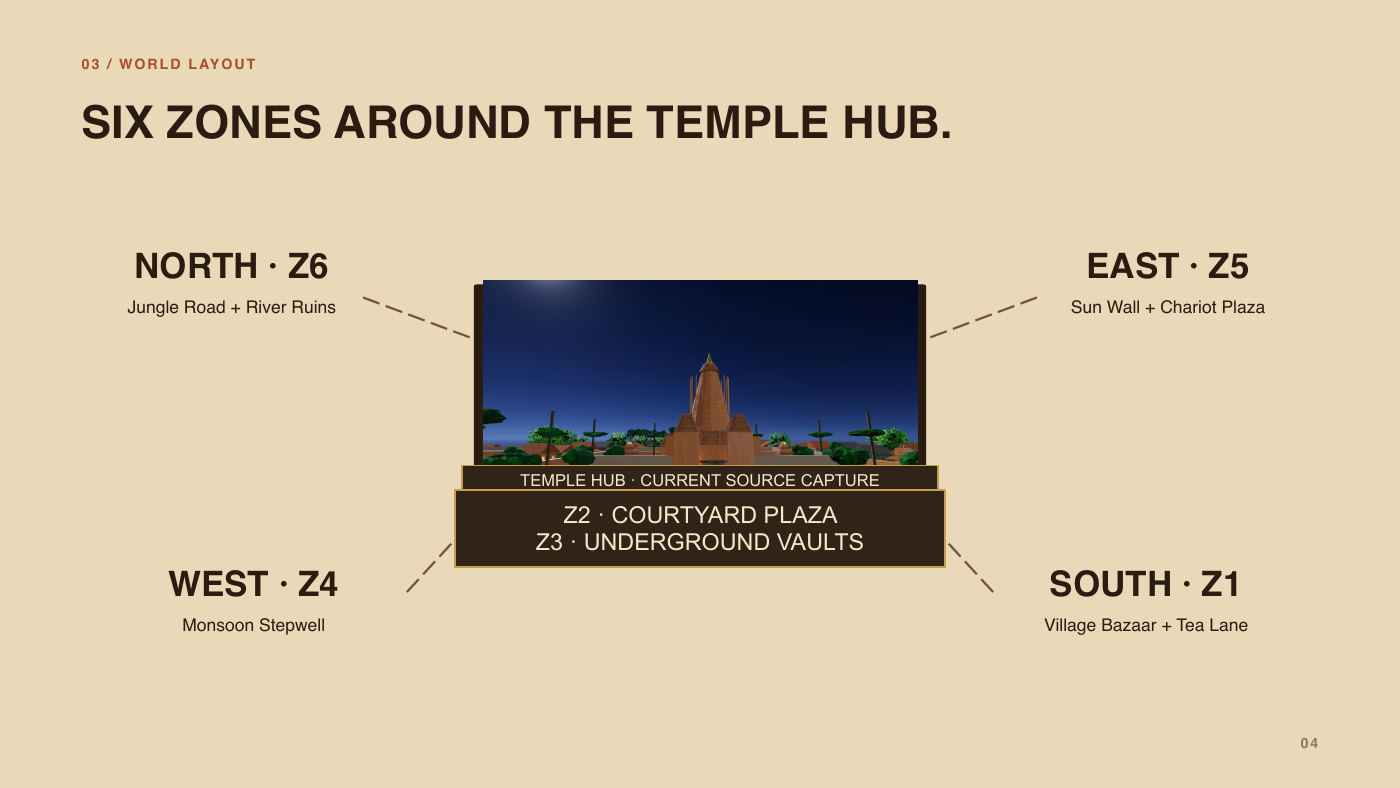 03 / WORLD LAYOUT
SIX ZONES AROUND THE TEMPLE HUB.
NORTH · Z6
Jungle Road + River Ruins
EAST · Z5
Sun Wall + Chariot Plaza
TEMPLE HUB · CURRENT SOURCE CAPTURE
Z2 · COURTYARD PLAZA
Z3 · UNDERGROUND VAULTS
WEST · Z4
Monsoon Stepwell
SOUTH · Z1
Village Bazaar + Tea Lane
04